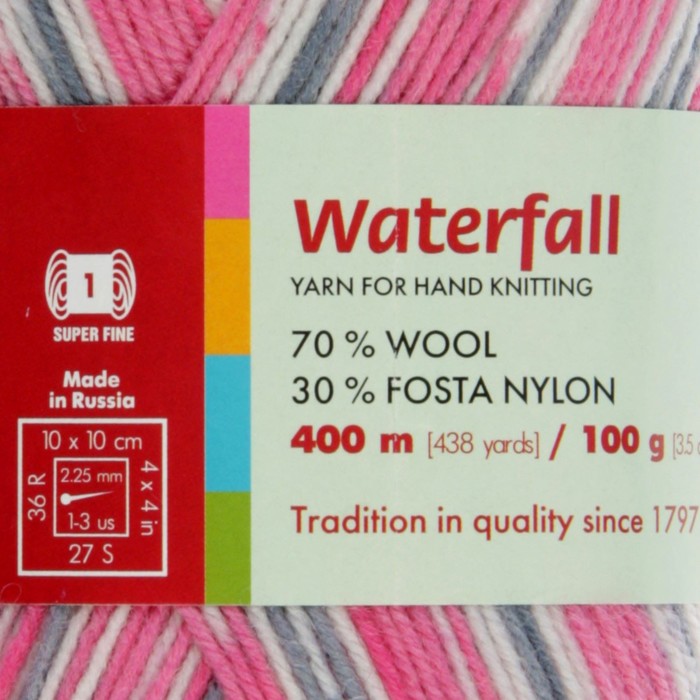 1
SUPER FINE
Made
in Russia
10 x 10 cm
36 R
2.25 mm
1-3 us
4 x 4 in
27 S
Waterfall
YARN FOR HAND KNITTING
70 % WOOL
30 % FOSTA NYLON
400 m [438 yards] / 100 g [3.5
Tradition in quality since 1797